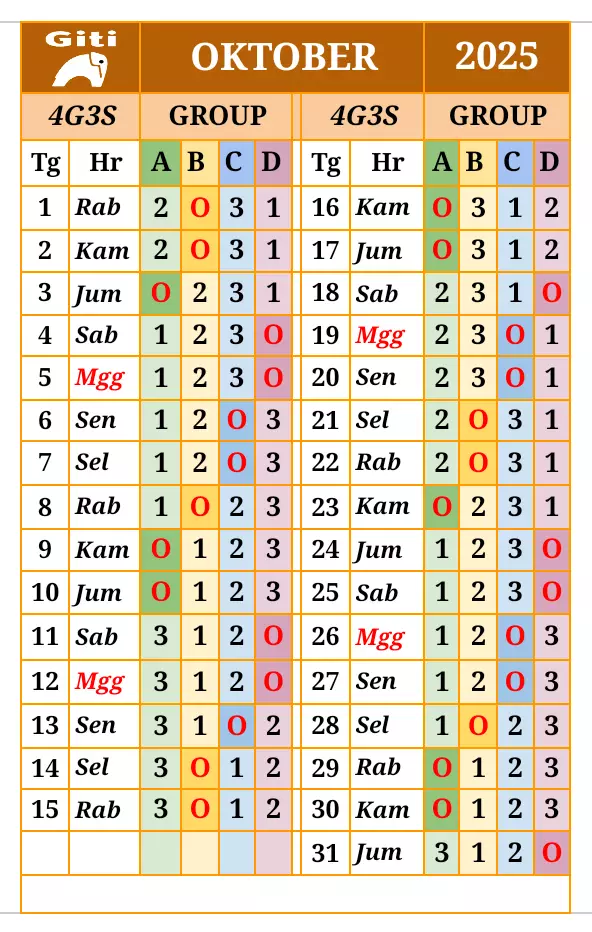 Giti OKTOBER 2025
4G3S GROUP 4G3S GROUP
Tg Hr A B C D Tg Hr A B C D
1 Rab 2 O 3 1 16 Kam O 3 1 2
2 Kam 2 O 3 1 17 Jum O 3 1 2
3 Jum O 2 3 1 18 Sab 2 3 1 O
4 Sab 1 2 3 O 19 Mgg 2 3 O 1
5 Mgg 1 2 3 O 20 Sen 2 3 O 1
6 Sen 1 2 O 3 21 Sel 2 O 3 1
7 Sel 1 2 O 3 22 Rab 2 O 3 1
8 Rab 1 O 2 3 23 Kam O 2 3 1
9 Kam O 1 2 3 24 Jum 1 2 3 O
10 Jum O 1 2 3 25 Sab 1 2 3 O
11 Sab 3 1 2 O 26 Mgg 1 2 O 3
12 Mgg 3 1 2 O 27 Sen 1 2 O 3
13 Sen 3 1 O 2 28 Sel 1 O 2 3
14 Sel 3 O 1 2 29 Rab O 1 2 3
15 Rab 3 O 1 2 30 Kam O 1 2 3
31 Jum 3 1 2 O